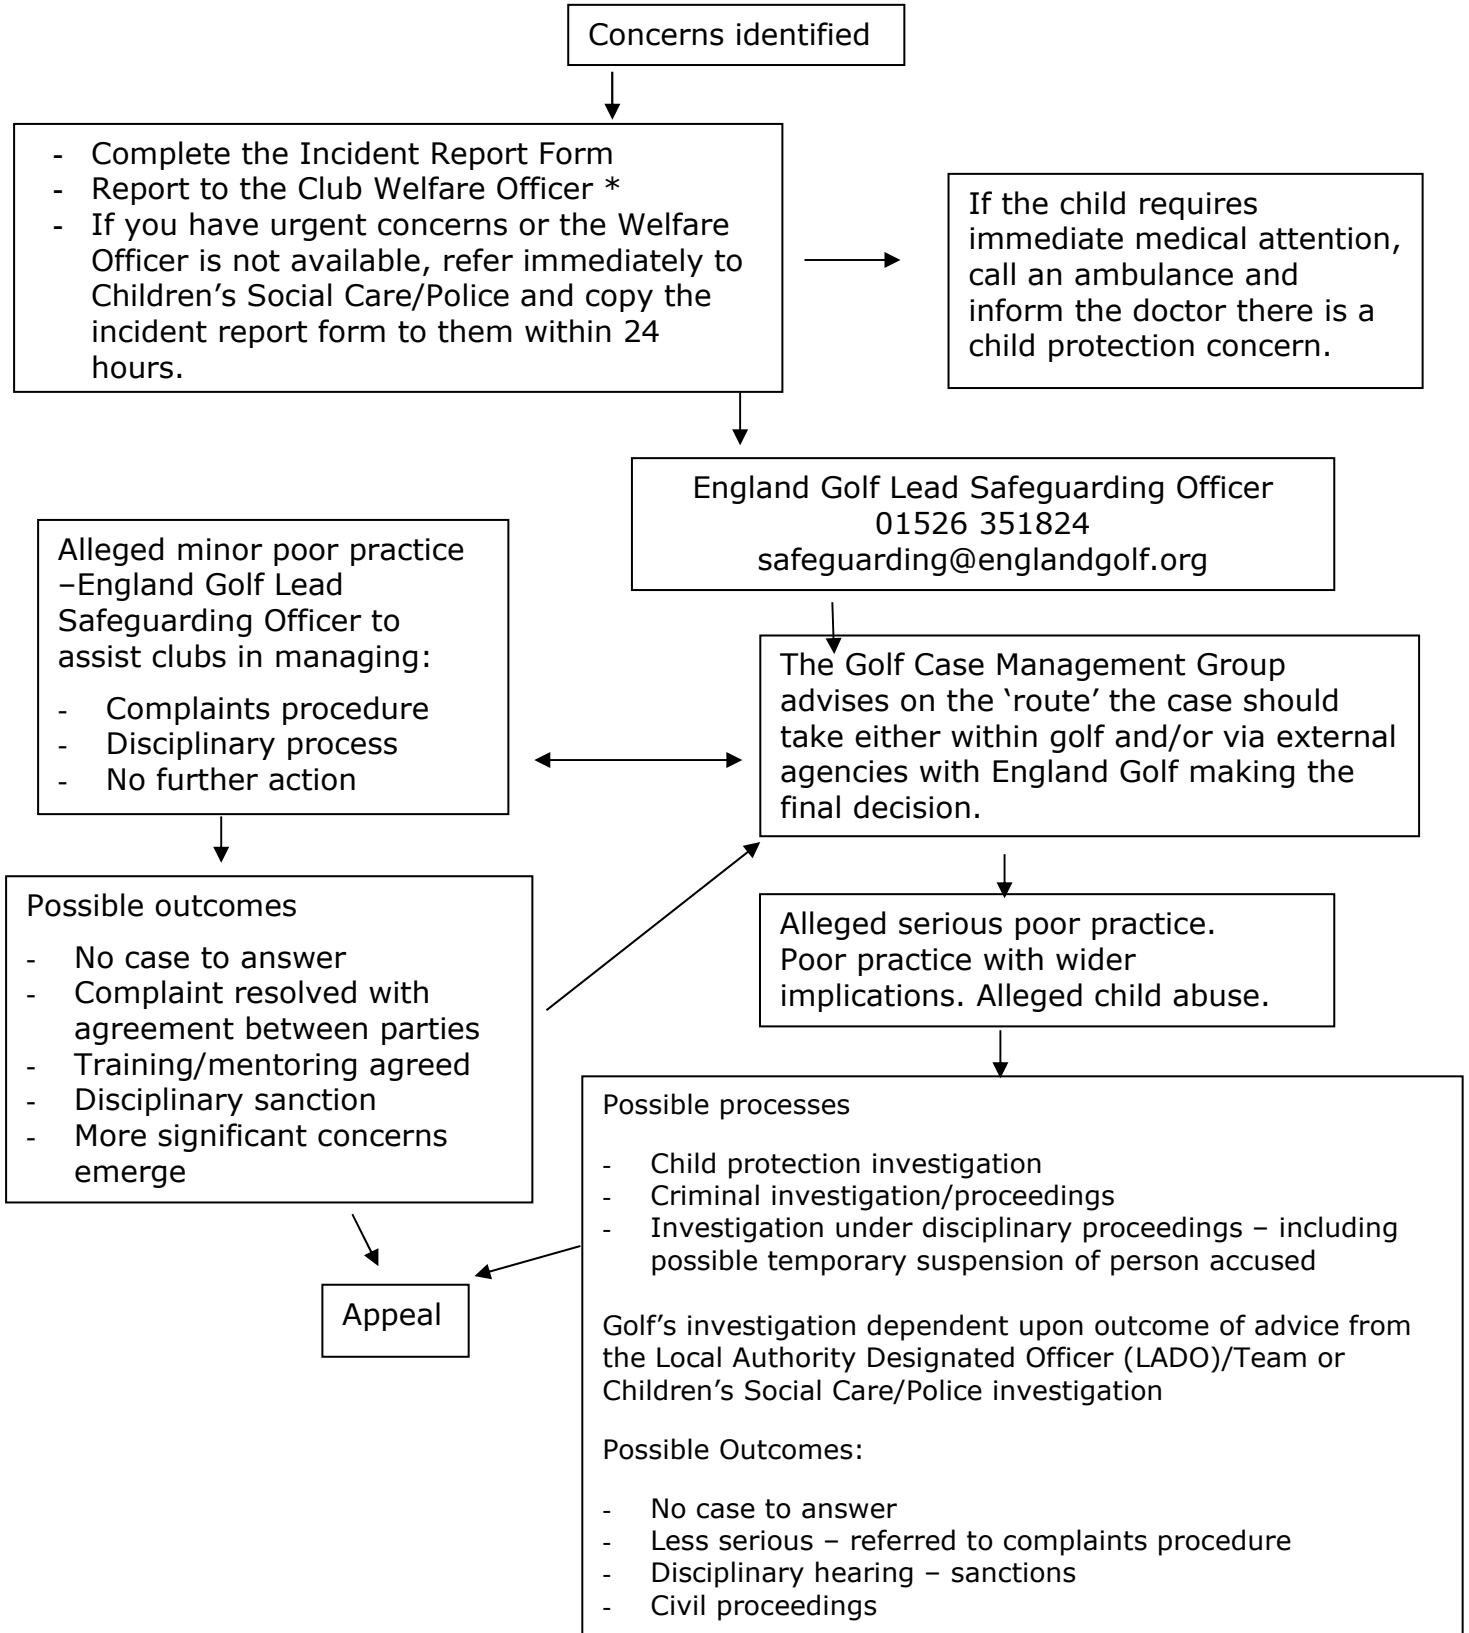 Concerns identified
- Complete the Incident Report Form
- Report to the Club Welfare Officer *
- If you have urgent concerns or the Welfare
Officer is not available, refer immediately to
Children’s Social Care/Police and copy the
incident report form to them within 24
hours.
If the child requires
immediate medical attention,
call an ambulance and
inform the doctor there is a
child protection concern.
England Golf Lead Safeguarding Officer
01526 351824
safeguarding@englandgolf.org
Alleged minor poor practice
–England Golf Lead
Safeguarding Officer to
assist clubs in managing:
- Complaints procedure
- Disciplinary process
- No further action
The Golf Case Management Group
advises on the ‘route’ the case should
take either within golf and/or via external
agencies with England Golf making the
final decision.
Possible outcomes
- No case to answer
- Complaint resolved with
agreement between parties
- Training/mentoring agreed
- Disciplinary sanction
- More significant concerns
emerge
Alleged serious poor practice.
Poor practice with wider
implications. Alleged child abuse.
Possible processes
- Child protection investigation
- Criminal investigation/proceedings
- Investigation under disciplinary proceedings – including
possible temporary suspension of person accused
Golf’s investigation dependent upon outcome of advice from
the Local Authority Designated Officer (LADO)/Team or
Children’s Social Care/Police investigation
Possible Outcomes:
- No case to answer
- Less serious – referred to complaints procedure
- Disciplinary hearing – sanctions
- Civil proceedings
Appeal